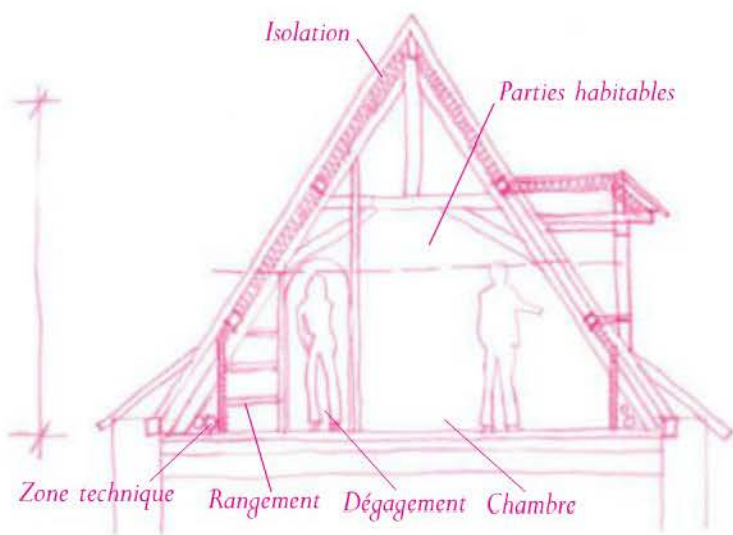 Isolation
Parties habitables
Zone technique
Rangement
Dégagement
Chambre